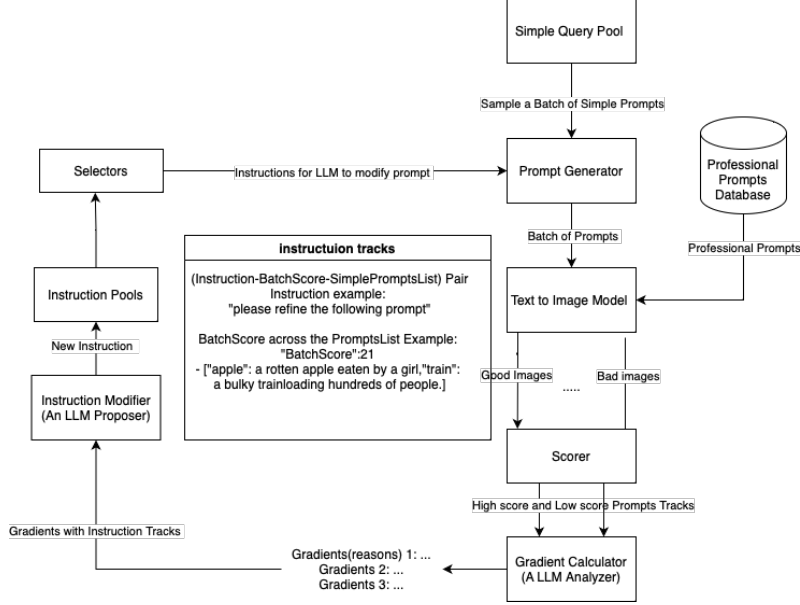 Simple Query Pool
Sample a Batch of Simple Prompts
Selectors
Instructions for LLM to modify prompt
Prompt Generator
Professional
Prompts
Database
Batch of Prompts
Professional Prompts
instructuion tracks
(Instruction-BatchScore-SimplePromptsList) Pair
Instruction example:
"please refine the following prompt"
BatchScore across the PromptsList Example:
"BatchScore":21
- ["apple": a rotten apple eaten by a girl,"train":
a bulky trainloading hundreds of people.]
Instruction Pools
Text to Image Model
New Instruction
Good Images
.....
Bad images
Instruction Modifier
(An LLM Proposer)
Scorer
High score and Low score Prompts Tracks
Gradients with Instruction Tracks
Gradients(reasons) 1: ...
Gradients 2: ...
Gradients 3: ...
Gradient Calculator
(A LLM Analyzer)